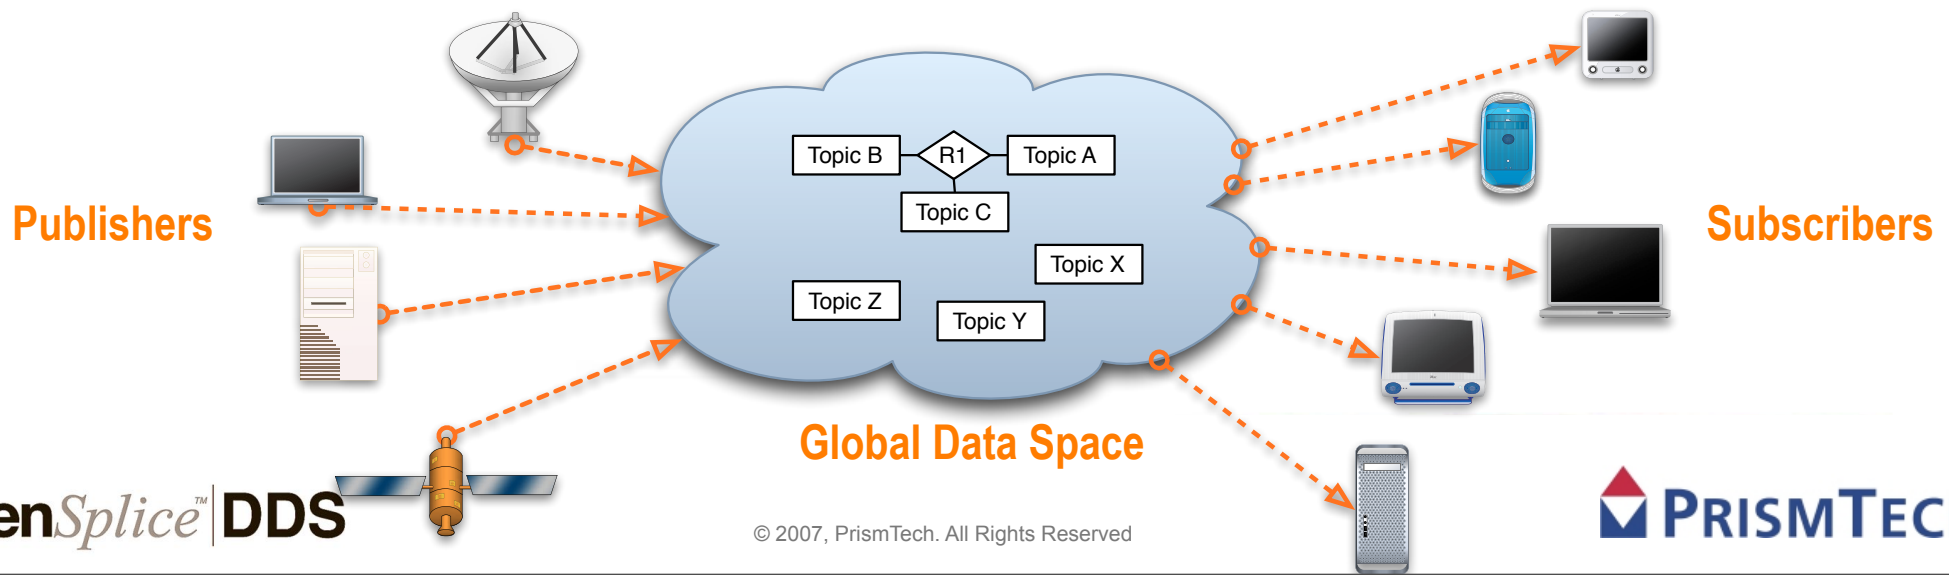 Topic B
R1
Topic A
Topic C
Publishers
Subscribers
Topic X
Topic Z
Topic Y
Global Data Space
enSplice™ DDS
© 2007, PrismTech. All Rights Reserved
PRISMTEC